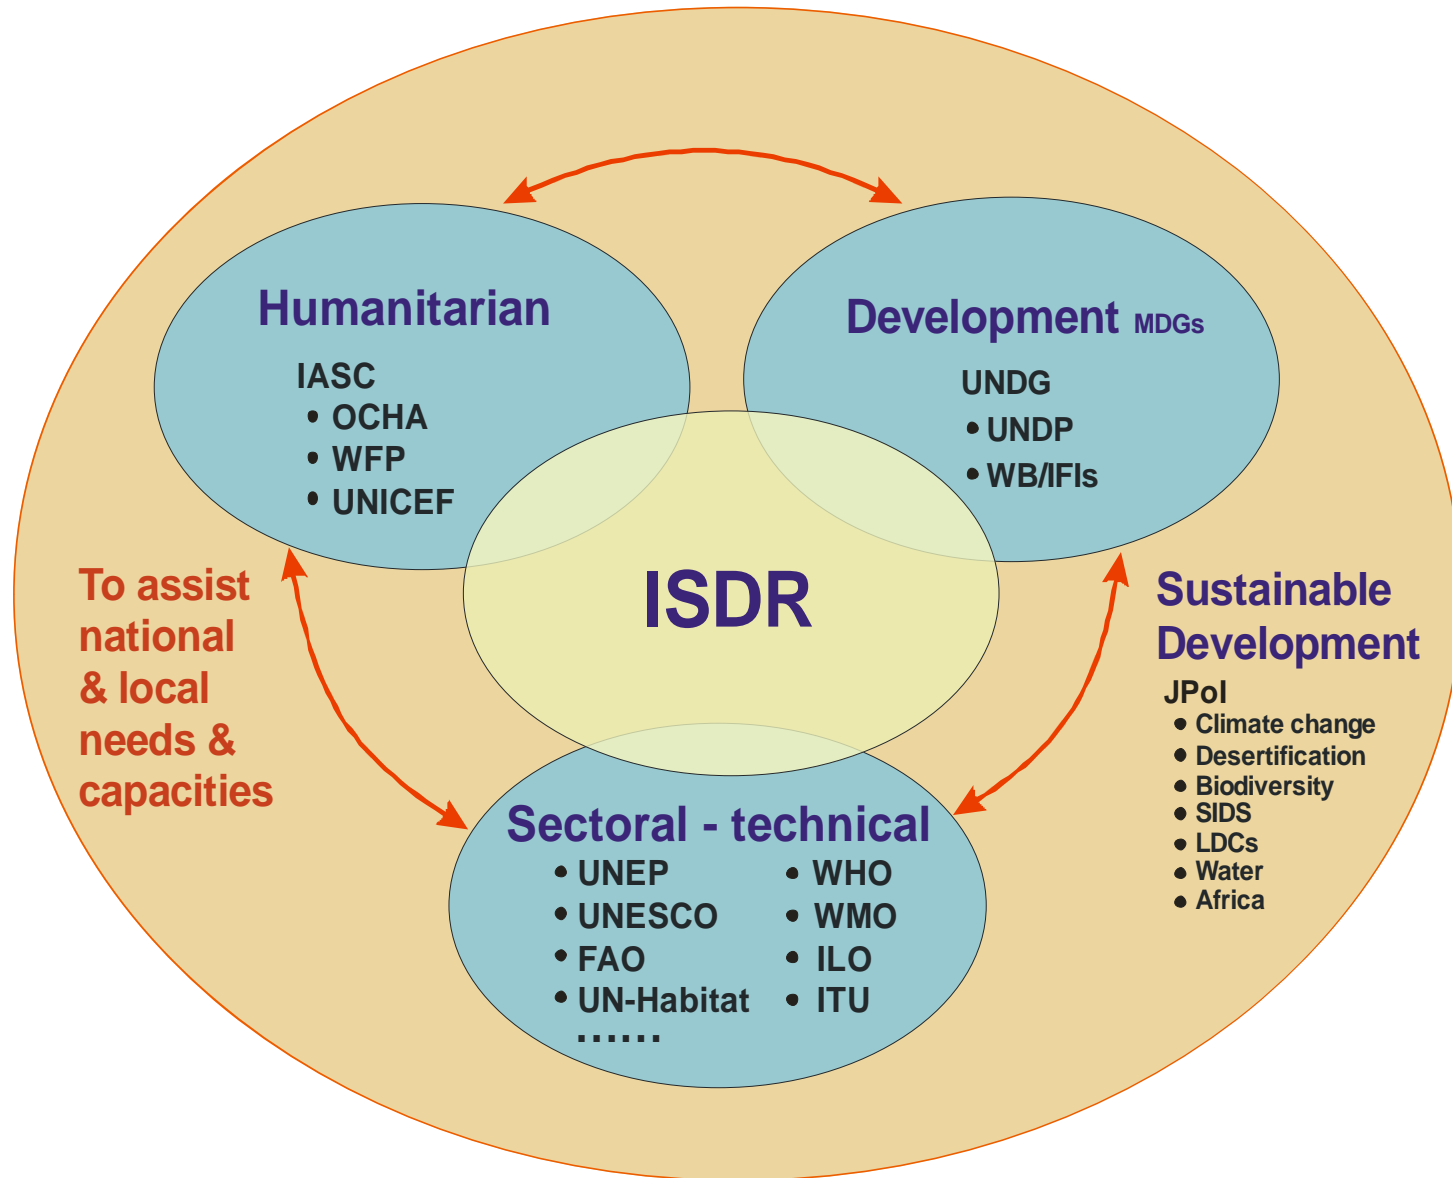 Humanitarian
IASC
• OCHA
• WFP
• UNICEF
Development MDGs
UNDG
• UNDP
• WB/IFIs
ISDR
To assist
national
& local
needs &
capacities
Sustainable
Development
JPoI
• Climate change
• Desertification
• Biodiversity
• SIDS
• LDCs
• Water
• Africa
Sectoral - technical
• UNEP
• UNESCO
• FAO
• UN-Habitat
......
• WHO
• WMO
• ILO
• ITU